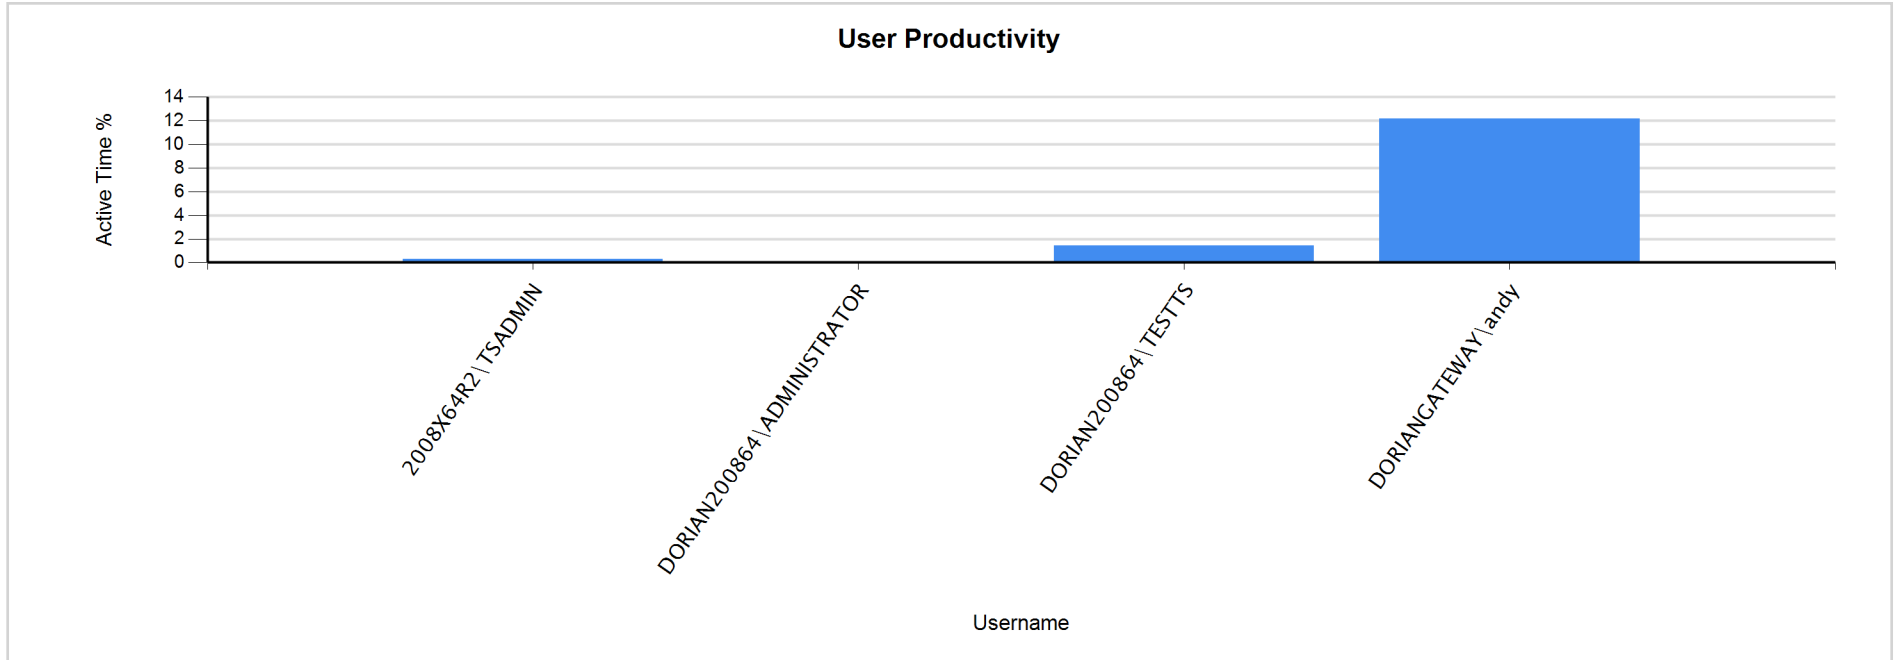 User Productivity
Active Time %
14
12
10
8
6
4
2
0
2008X64R2\TSADMIN
DORIAN200864\ADMINISTRATOR
DORIAN200864\TESTTS
DORIANGATEWAY\andy
Username